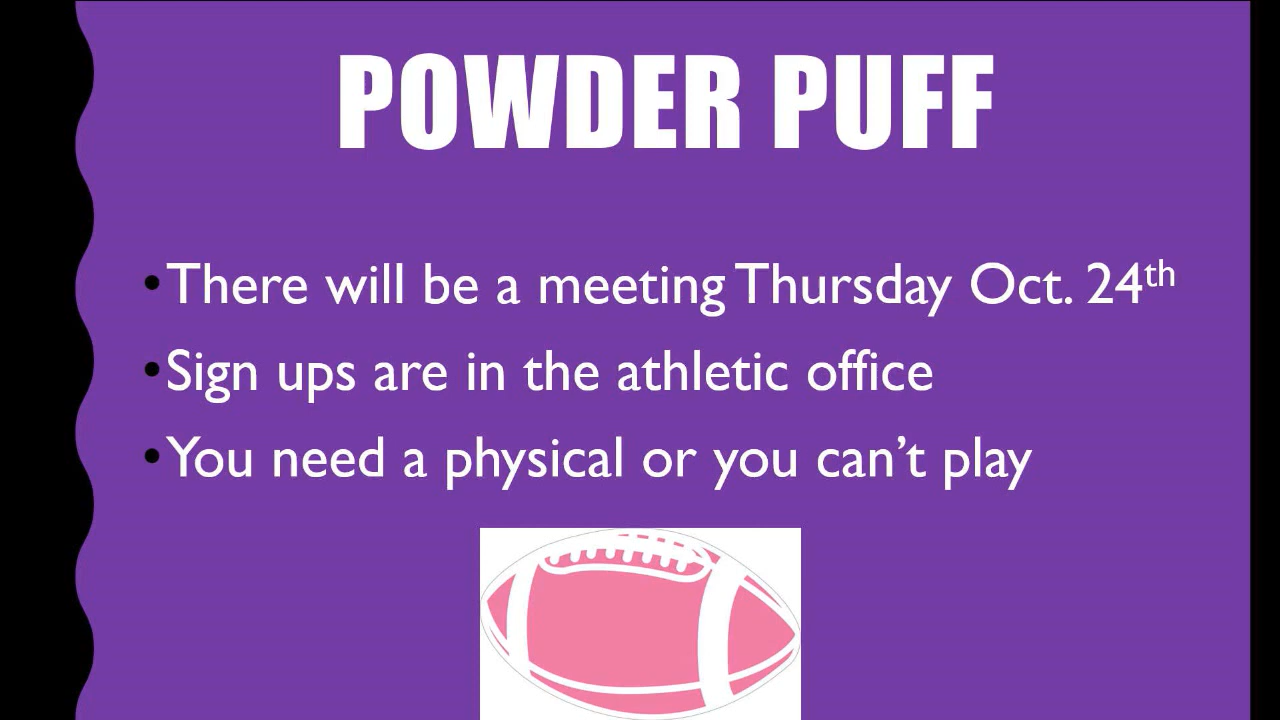 POWDER PUFF
•There will be a meeting Thursday Oct. 24th
•Sign ups are in the athletic office
•You need a physical or you can’t play